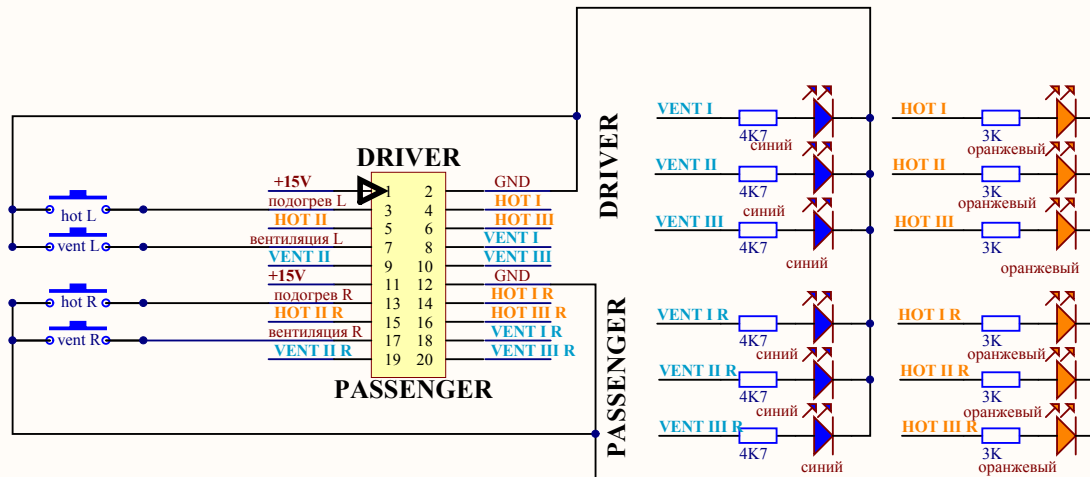 DRIVER
+15V
1
2
GND
подогрев L
3
4
HOT I
HOT II
5
6
HOT III
вентиляция L
7
8
VENT I
VENT II
9
10
VENT III
+15V
11
12
GND
подогрев R
13
14
HOT I R
HOT II R
15
16
HOT III R
вентиляция R
17
18
VENT I R
VENT II R
19
20
VENT III R
PASSENGER
hot L
vent L
hot R
vent R
DRIVER
PASSENGER
VENT I
4K7
синий
VENT II
4K7
синий
VENT III
4K7
синий
VENT I R
4K7
синий
VENT II R
4K7
синий
VENT III R
4K7
синий
HOT I
3K
оранжевый
HOT II
3K
оранжевый
HOT III
3K
оранжевый
HOT I R
3K
оранжевый
HOT II R
3K
оранжевый
HOT III R
3K
оранжевый